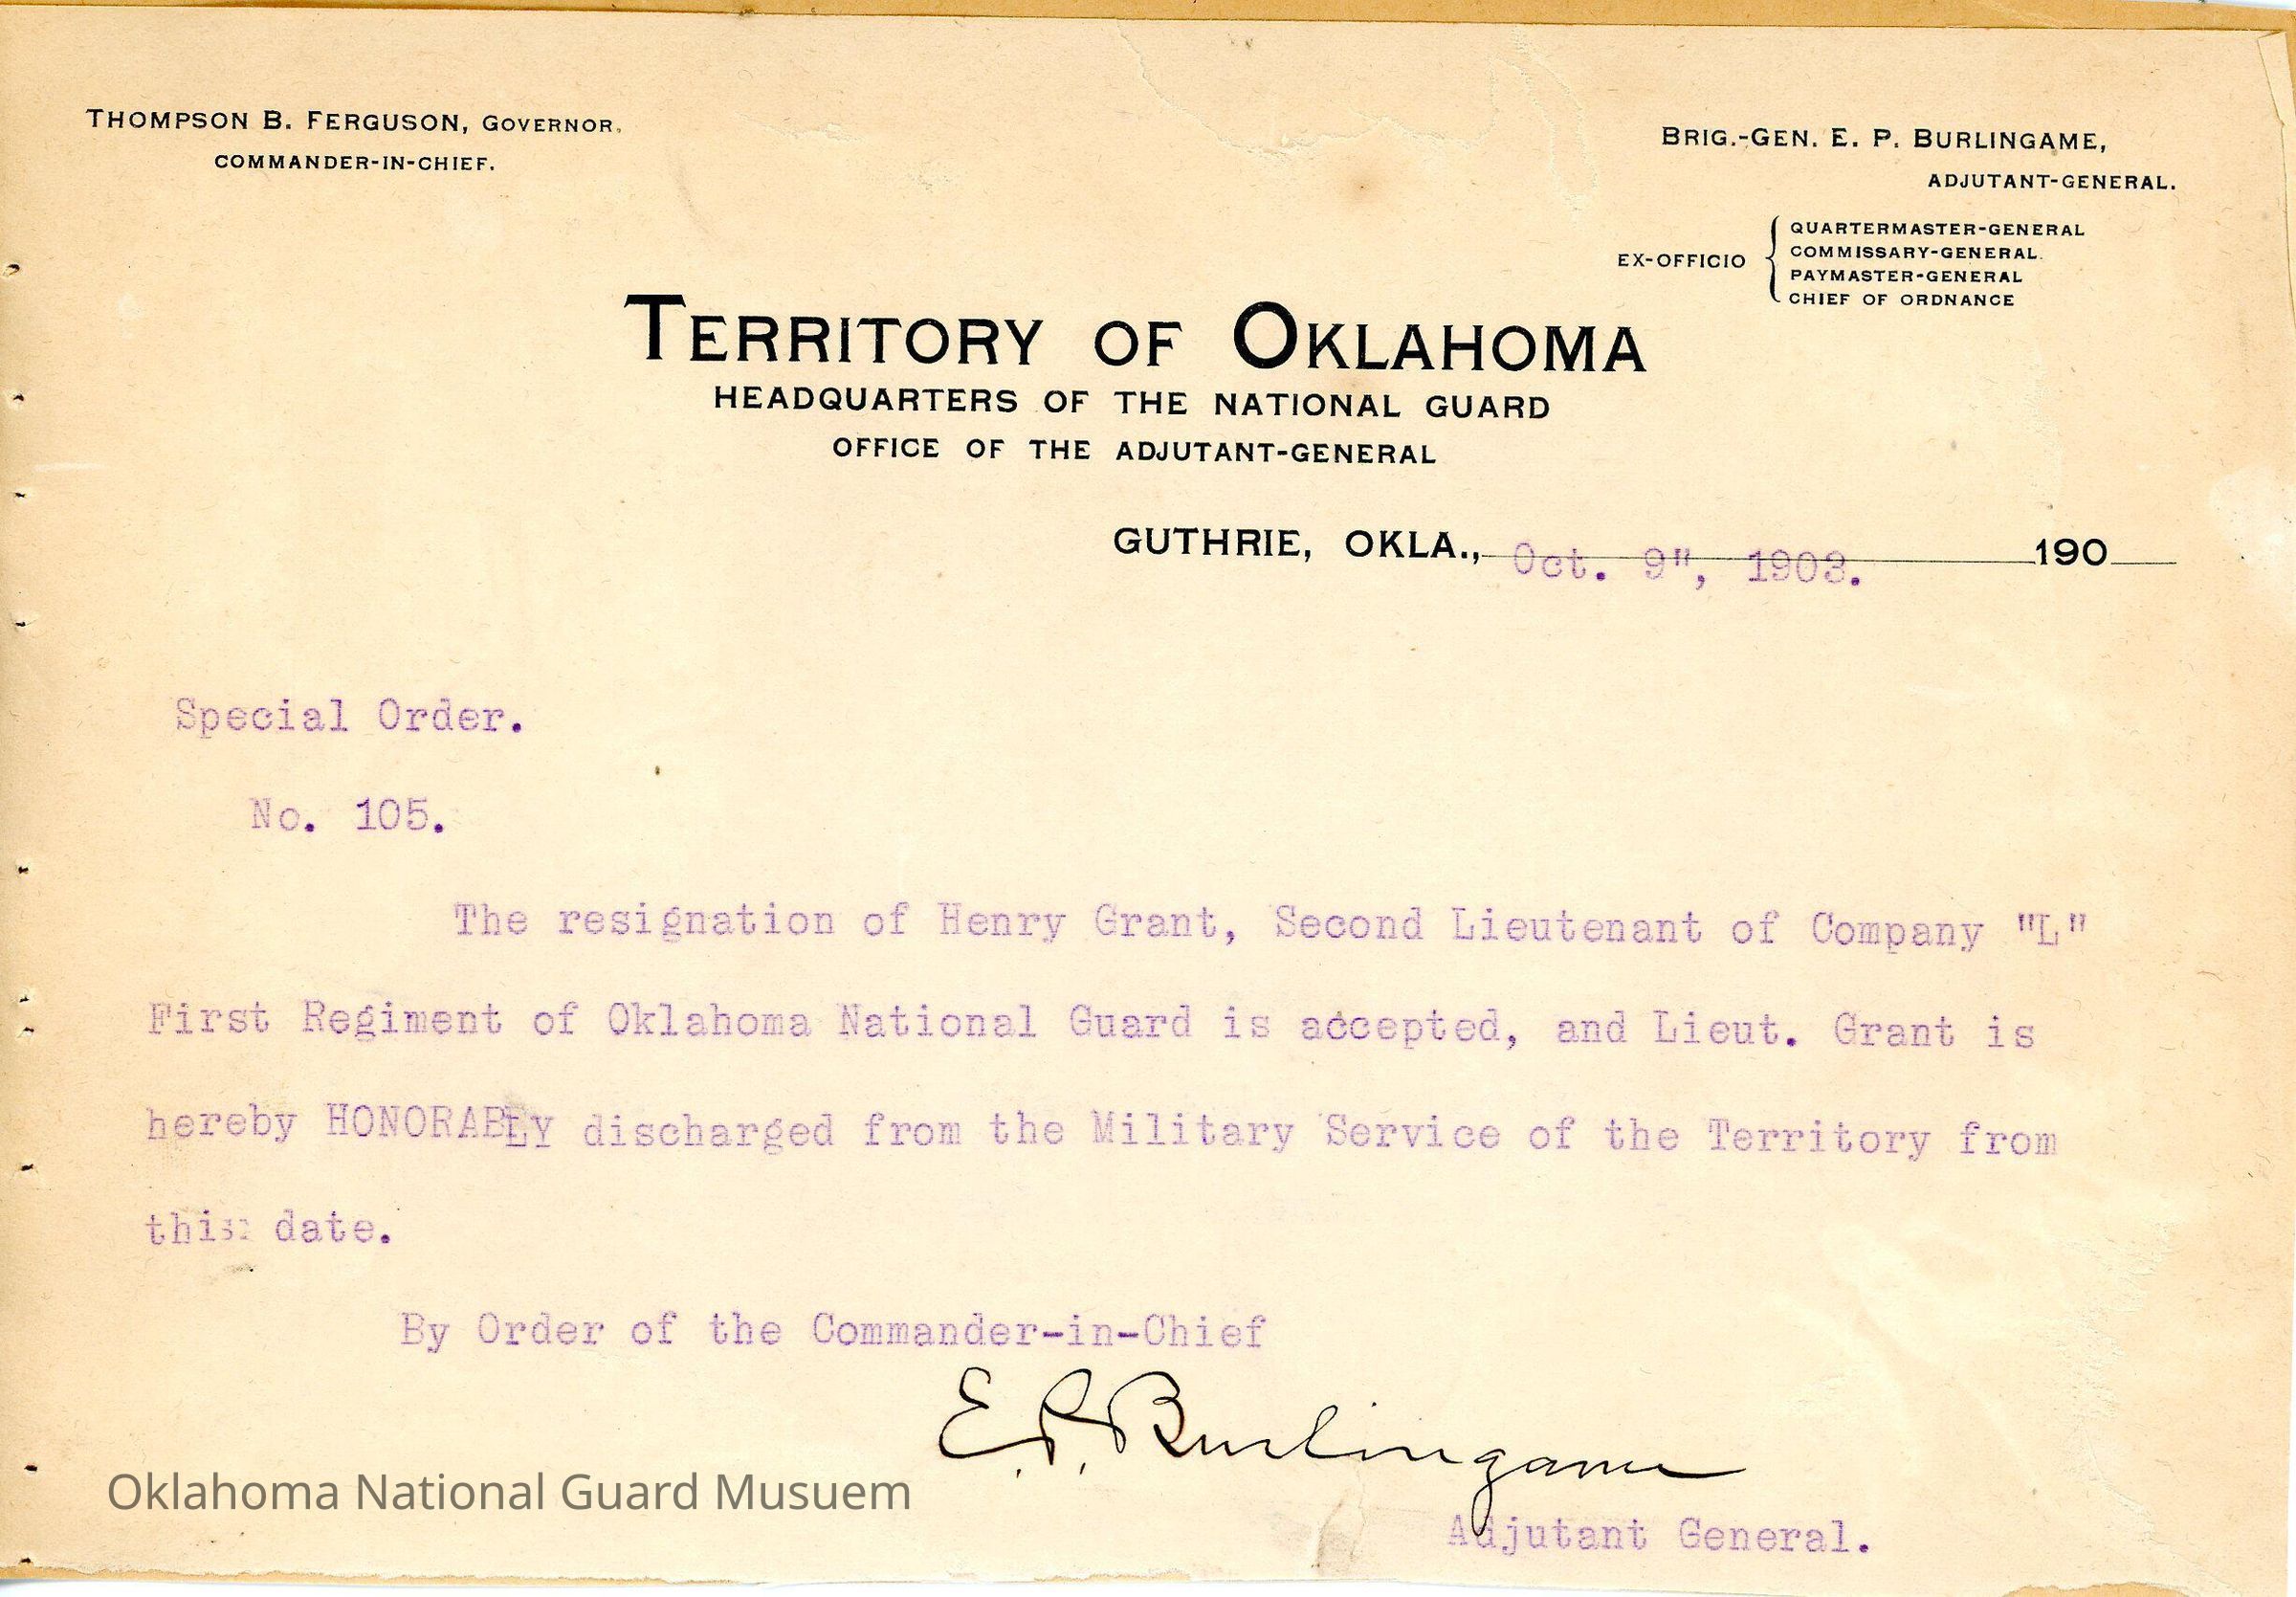 THOMPSON B. FERGUSON, GOVERNOR.
COMMANDER-IN-CHIEF.
BRIG.-GEN. E. P. BURLINGAME,
ADJUTANT-GENERAL.
EX-OFFICIO
QUARTERMASTER-GENERAL
COMMISSARY-GENERAL.
PAYMASTER-GENERAL
CHIEF OF ORDNANCE
TERRITORY OF OKLAHOMA
HEADQUARTERS OF THE NATIONAL GUARD
OFFICE OF THE ADJUTANT-GENERAL
GUTHRIE, OKLA., Oct. 9", 1903. 190
Special Order.
No. 105.
The resignation of Henry Grant, Second Lieutenant of Company "L"
First Regiment of Oklahoma National Guard is accepted, and Lieut. Grant is
hereby HONORABLY discharged from the Military Service of the Territory from
this date.
By Order of the Commander-in-Chief
E. P. Burlingame
Adjutant General.
Oklahoma National Guard Musuem